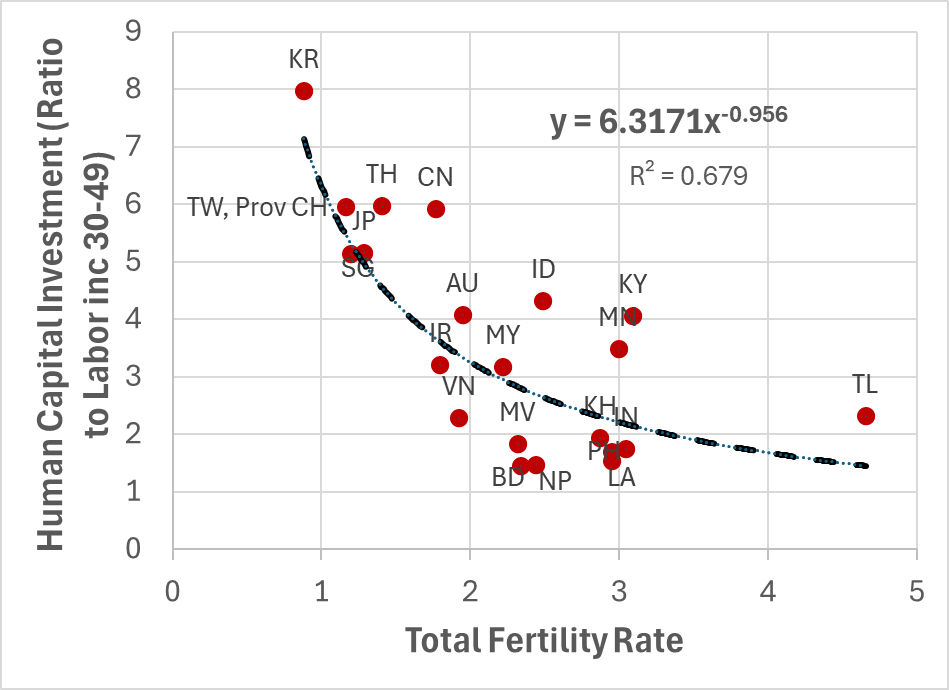 9
8
7
6
5
4
3
2
1
0
Human Capital Investment (Ratio
to Labor inc 30-49)
KR
y = 6.3171x^-0.956
R² = 0.679
TH
CN
TW, Prov CH
JP
SG
AU
ID
KY
MN
IR
MY
VN
TL
MV
KH
IN
PH
BD
NP
LA
0 1 2 3 4 5
Total Fertility Rate